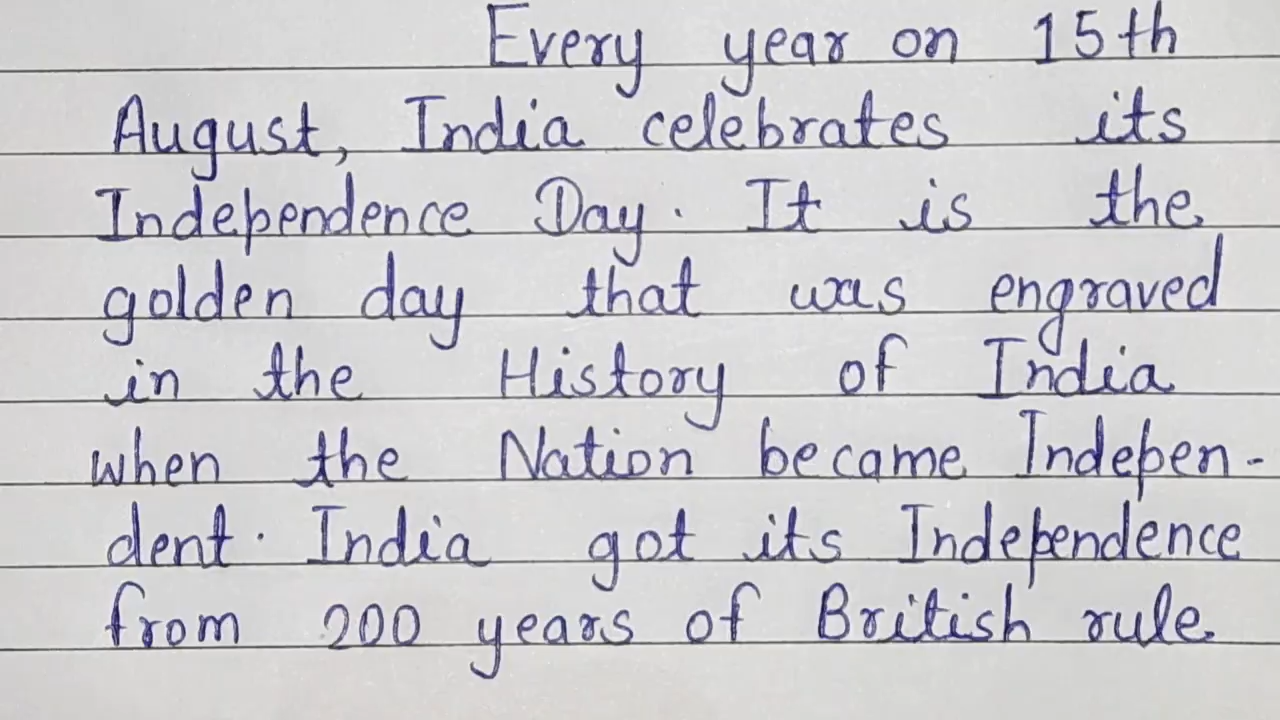 Every year on 15th
August, India celebrates its
Independence Day. It is the
golden day that was engraved
in the History of India
when the Nation became Indepen-
dent. India got its Independence
from 200 years of British rule